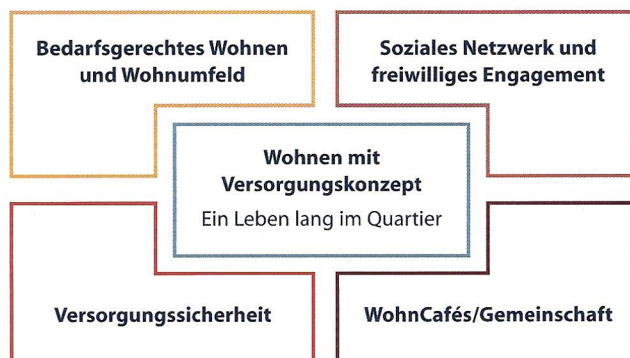 Bedarfsgerechtes Wohnen
und Wohnumfeld
Soziales Netzwerk und
freiwilliges Engagement
Wohnen mit
Versorgungskonzept
Ein Leben lang im Quartier
Versorgungssicherheit
WohnCafés/Gemeinschaft